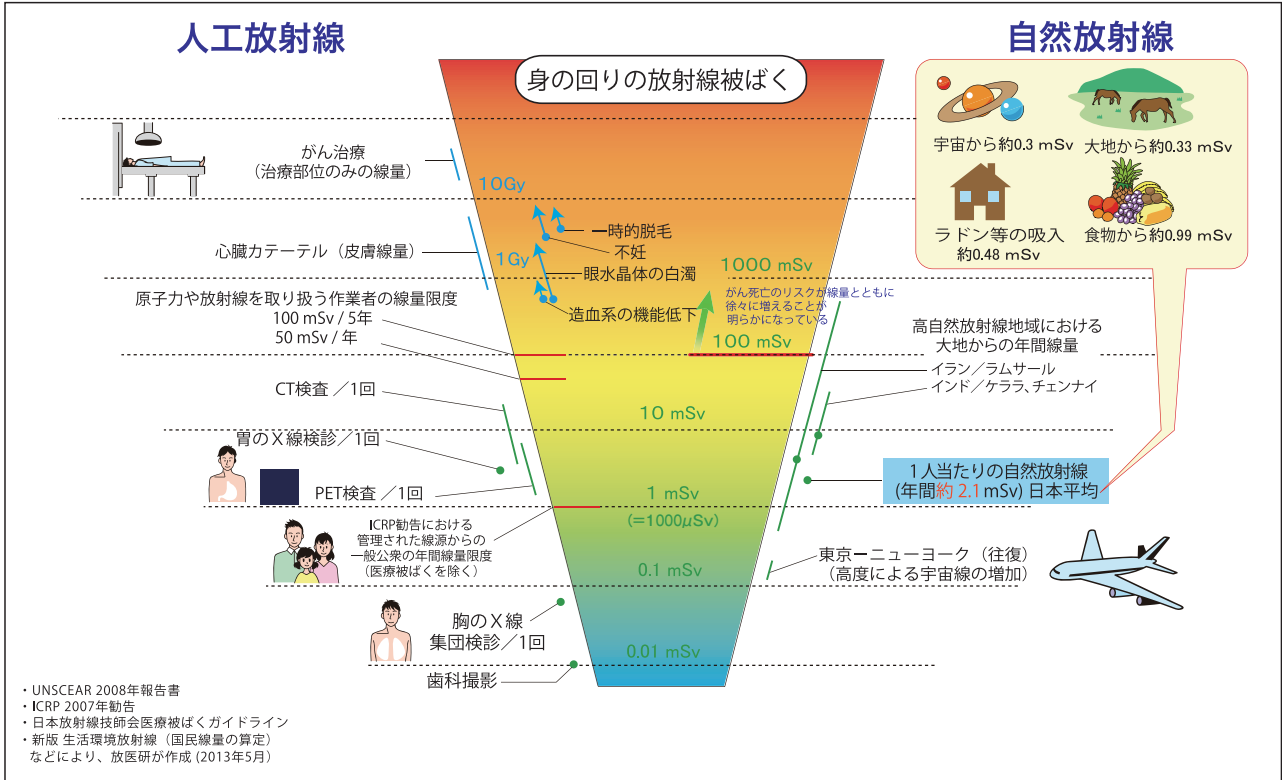 人工放射線
自然放射線
身の回りの放射線被ばく
宇宙から約0.3 mSv
大地から約0.33 mSv
ラドン等の吸入
約0.48 mSv
食物から約0.99 mSv
がん治療
（治療部位のみの線量）
10Gy
一時的脱毛
不妊
心臓カテーテル（皮膚線量）
1Gy
眼水晶体の白濁
1000 mSv
造血系の機能低下
がん死亡のリスクが線量とともに
徐々に増えることが
明らかになっている
原子力や放射線を取り扱う作業者の線量限度
100 mSv / 5年
50 mSv / 年
100 mSv
高自然放射線地域における
大地からの年間線量
イラン／ラムサール
インド／ケララ、チェンナイ
CT検査 ／1回
10 mSv
胃のＸ線検診／1回
PET検査 ／1回
1 mSv
(=1000μSv)
1人当たりの自然放射線
(年間約 2.1 mSv) 日本平均
ICRP勧告における
管理された線源からの
一般公衆の年間線量限度
（医療被ばくを除く）
0.1 mSv
東京ーニューヨーク（往復）
（高度による宇宙線の増加）
胸のＸ線
集団検診／1回
0.01 mSv
歯科撮影
・UNSCEAR 2008年報告書
・ICRP 2007年勧告
・日本放射線技師会医療被ばくガイドライン
・新版 生活環境放射線（国民線量の算定）
などにより、放医研が作成 (2013年5月）